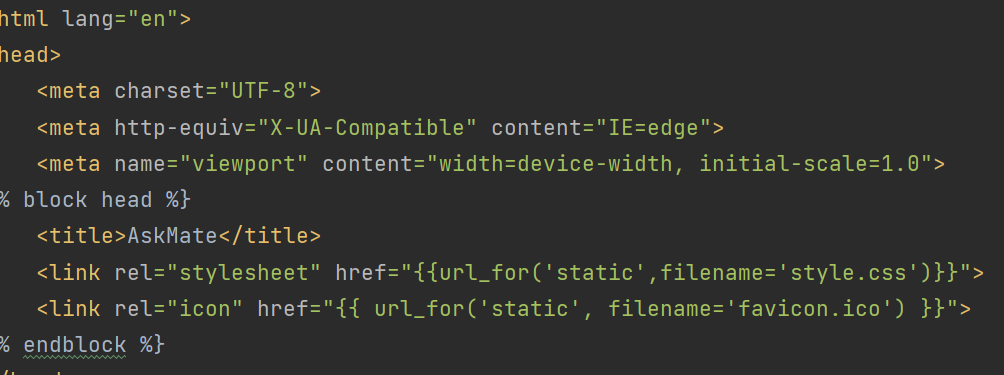 html lang="en">
head>
<meta charset="UTF-8">
<meta http-equiv="X-UA-Compatible" content="IE=edge">
<meta name="viewport" content="width=device-width, initial-scale=1.0">
% block head %}
<title>AskMate</title>
<link rel="stylesheet" href="{{url_for('static',filename='style.css')}}">
<link rel="icon" href="{{ url_for('static', filename='favicon.ico') }}">
% endblock %}